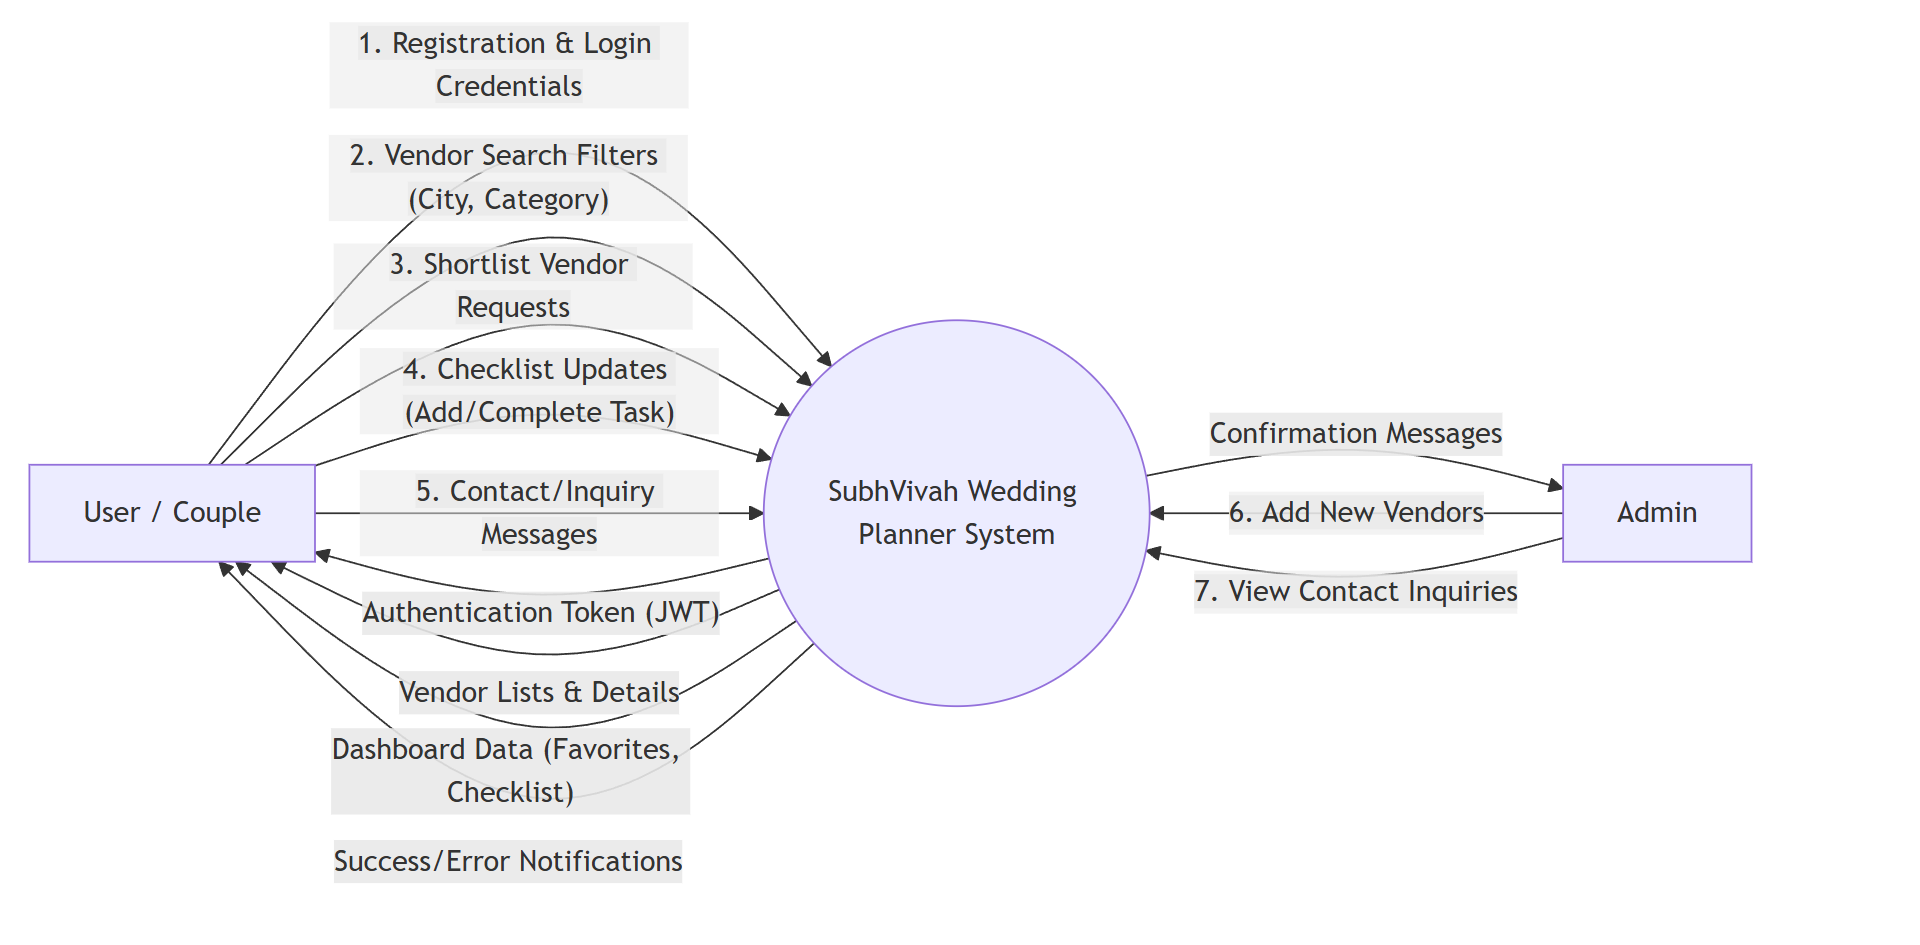 1. Registration & Login
Credentials
2. Vendor Search Filters
(City, Category)
3. Shortlist Vendor
Requests
4. Checklist Updates
(Add/Complete Task)
5. Contact/Inquiry
Messages
User / Couple
Authentication Token (JWT)
Vendor Lists & Details
Dashboard Data (Favorites,
Checklist)
Success/Error Notifications
SubhVivah Wedding
Planner System
Confirmation Messages
6. Add New Vendors
7. View Contact Inquiries
Admin